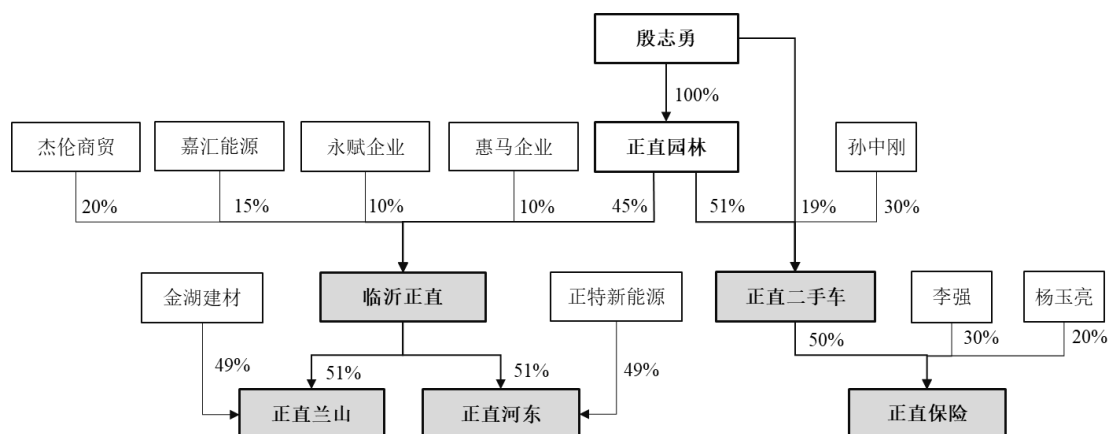 殷志勇
100%
杰伦商贸
嘉汇能源
永赋企业
惠马企业
正直园林
孙中刚
20%
15%
10%
10%
45%
51%
19%
30%
金湖建材
临沂正直
正特新能源
正直二手车
李强
杨玉亮
49%
51%
51%
49%
50%
30%
20%
正直兰山
正直河东
正直保险